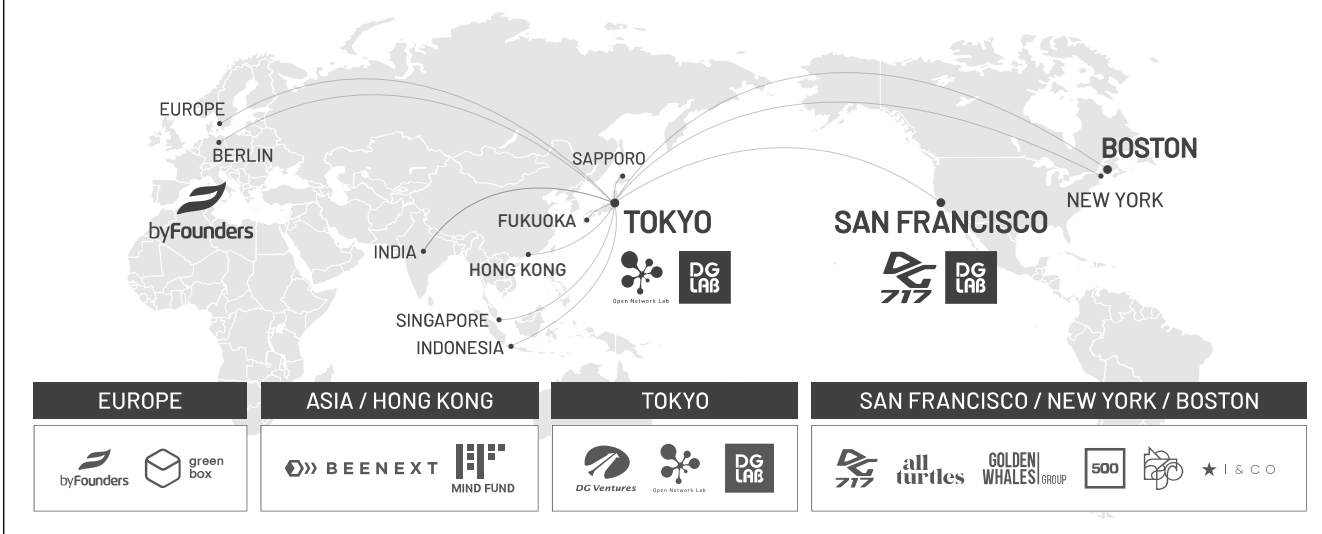 EUROPE
BERLIN
byFounders
SAPPORO
FUKUOKA
TOKYO
INDIA
HONG KONG
SINGAPORE
INDONESIA
Open Network Lab
DG
LAB
BOSTON
NEW YORK
SAN FRANCISCO
DG
717
DG
LAB
EUROPE
byFounders
green
box
ASIA / HONG KONG
BEENEXT
MIND FUND
TOKYO
DG Ventures
Open Network Lab
DG
LAB
SAN FRANCISCO / NEW YORK / BOSTON
DG
717
all
turtles
GOLDEN
WHALES GROUP
500
I & CO